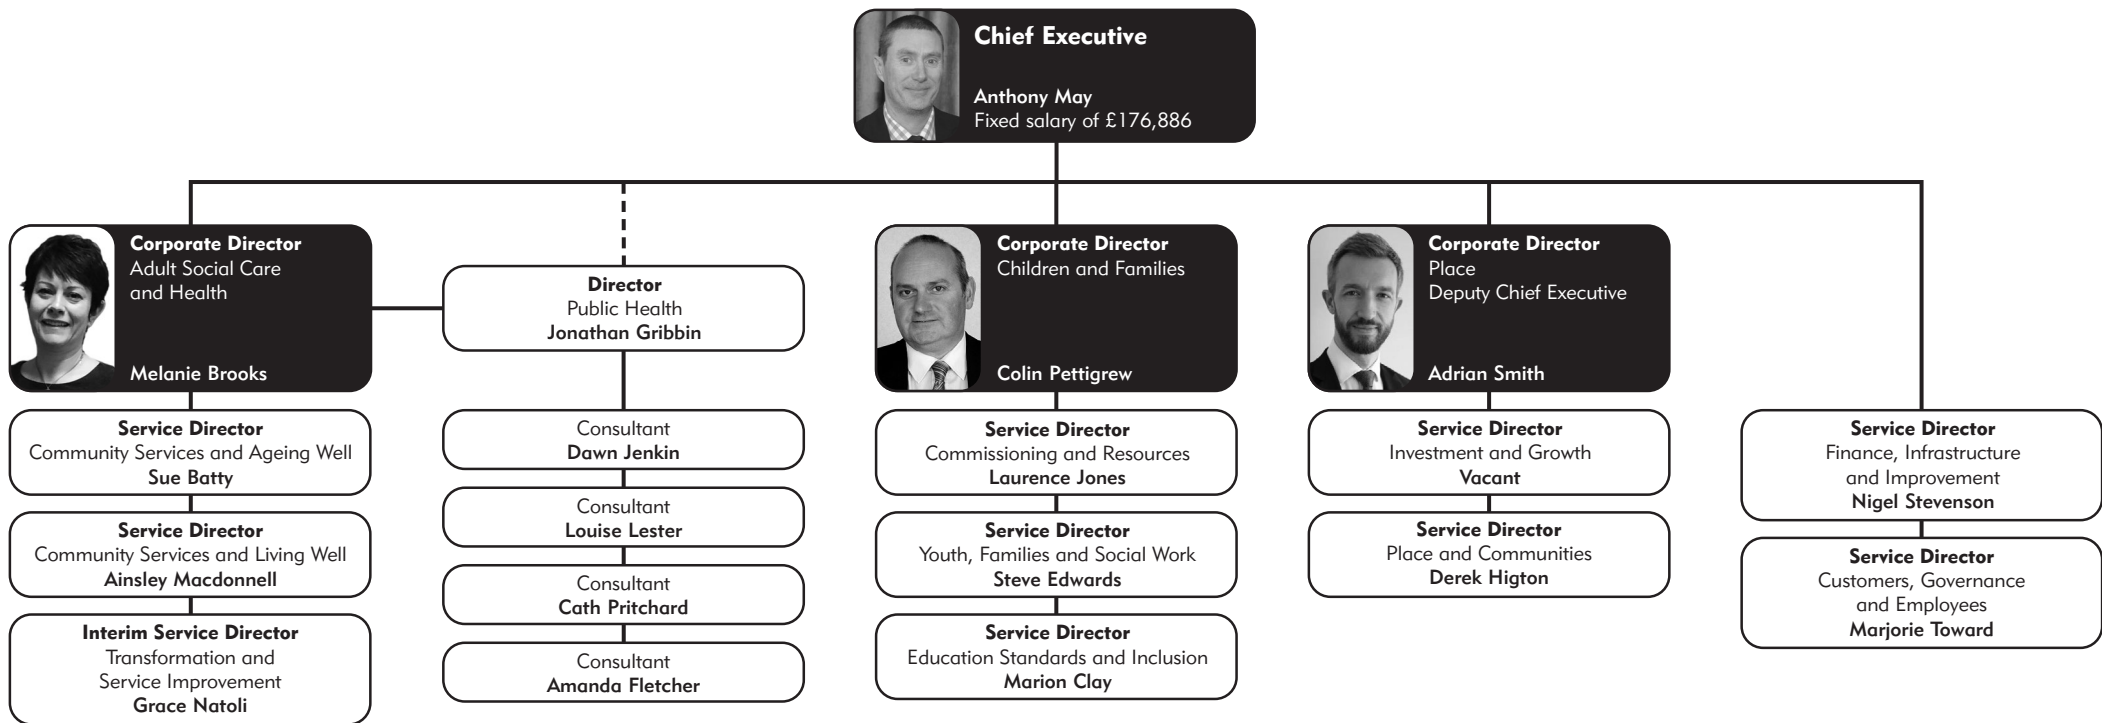 Chief Executive
Anthony May
Fixed salary of £176,886
Corporate Director
Adult Social Care
and Health
Melanie Brooks
Service Director
Community Services and Ageing Well
Sue Batty
Service Director
Community Services and Living Well
Ainsley Macdonnell
Interim Service Director
Transformation and
Service Improvement
Grace Natoli
Director
Public Health
Jonathan Gribbin
Consultant
Dawn Jenkin
Consultant
Louise Lester
Consultant
Cath Pritchard
Consultant
Amanda Fletcher
Corporate Director
Children and Families
Colin Pettigrew
Service Director
Commissioning and Resources
Laurence Jones
Service Director
Youth, Families and Social Work
Steve Edwards
Service Director
Education Standards and Inclusion
Marion Clay
Corporate Director
Place
Deputy Chief Executive
Adrian Smith
Service Director
Investment and Growth
Vacant
Service Director
Place and Communities
Derek Higton
Service Director
Finance, Infrastructure
and Improvement
Nigel Stevenson
Service Director
Customers, Governance
and Employees
Marjorie Toward